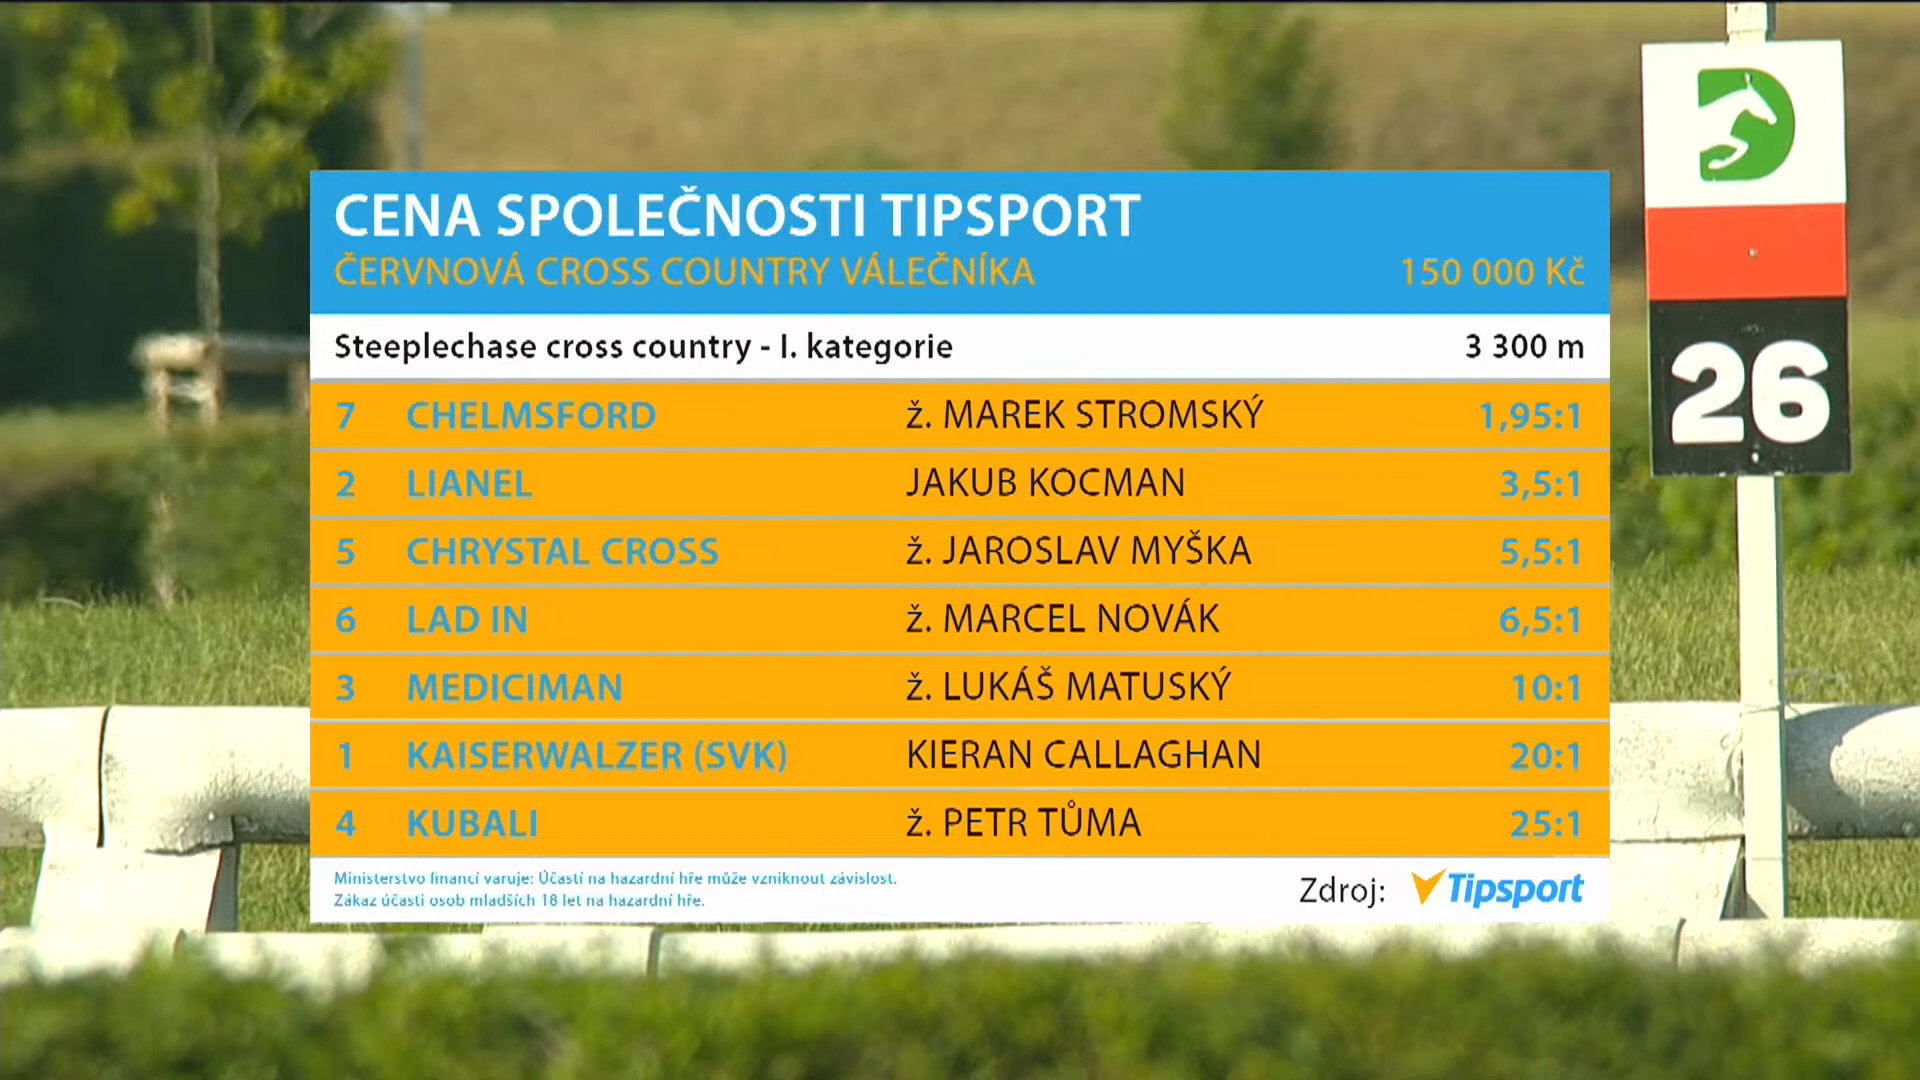 CENA SPOLEČNOSTI TIPSPORT
ČERVNOVÁ CROSS COUNTRY VÁLEČNÍKA 150 000 Kč
Steeplechase cross country - I. kategorie 3 300 m
7 CHELMSFORD ž. MAREK STROMSKÝ 1,95:1
2 LIANEL JAKUB KOCMAN 3,5:1
5 CHRYSTAL CROSS ž. JAROSLAV MYŠKA 5,5:1
6 LAD IN ž. MARCEL NOVÁK 6,5:1
3 MEDICIMAN ž. LUKÁŠ MATUSKÝ 10:1
1 KAISERWALZER (SVK) KIERAN CALLAGHAN 20:1
4 KUBALI ž. PETR TŮMA 25:1
Ministerstvo financí varuje: Účastí na hazardní hře může vzniknout závislost.
Zákaz účasti osob mladších 18 let na hazardní hře.
Zdroj: Tipsport
26